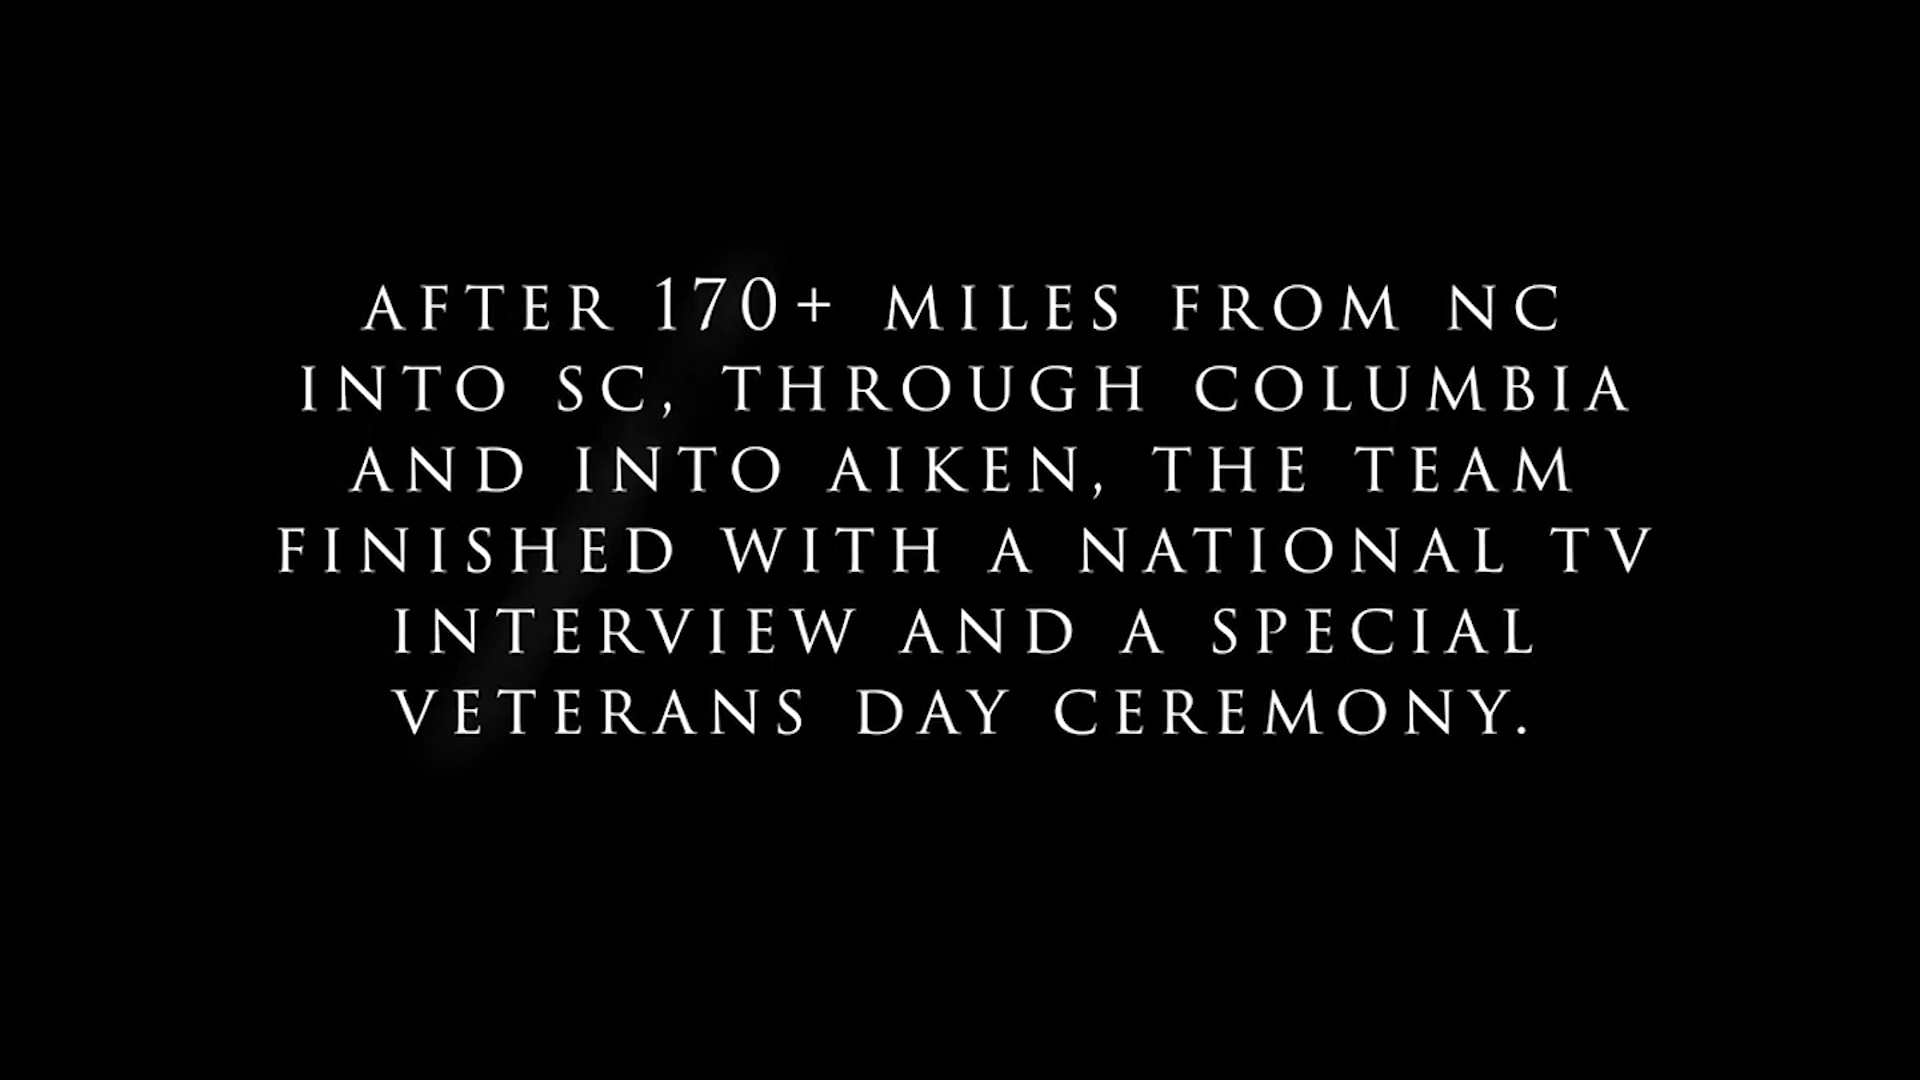 AFTER 170+ MILES FROM NC
INTO SC, THROUGH COLUMBIA
AND INTO AIKEN, THE TEAM
FINISHED WITH A NATIONAL TV
INTERVIEW AND A SPECIAL
VETERANS DAY CEREMONY.